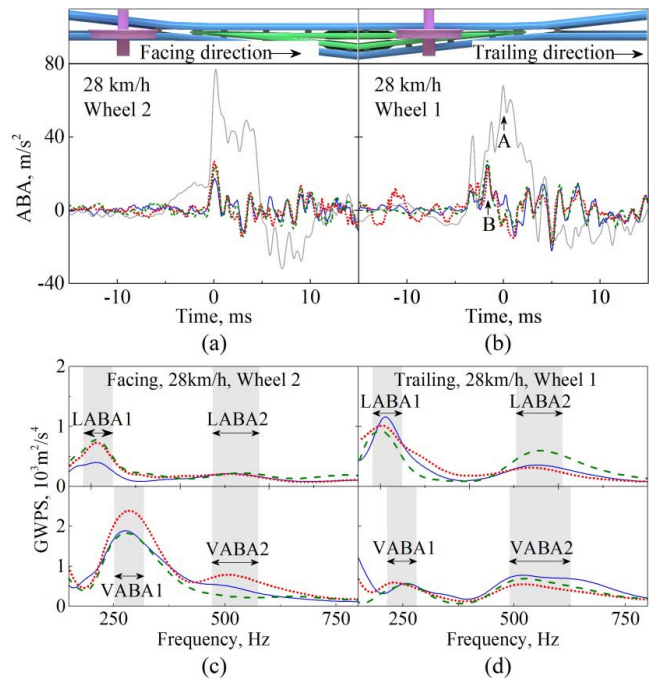 Facing direction
Trailing direction
28 km/h
Wheel 2
28 km/h
Wheel 1
A
B
ABA, m/s²
80
40
0
-40
-10
0
10
-10
0
10
Time, ms
Time, ms
(a)
(b)
Facing, 28km/h, Wheel 2
Trailing, 28km/h, Wheel 1
LABA1
LABA2
LABA1
LABA2
VABA1
VABA2
VABA1
VABA2
GWPS, 10³m²/s⁴
2
1
0
2
1
0
250
500
750
250
500
750
Frequency, Hz
Frequency, Hz
(c)
(d)